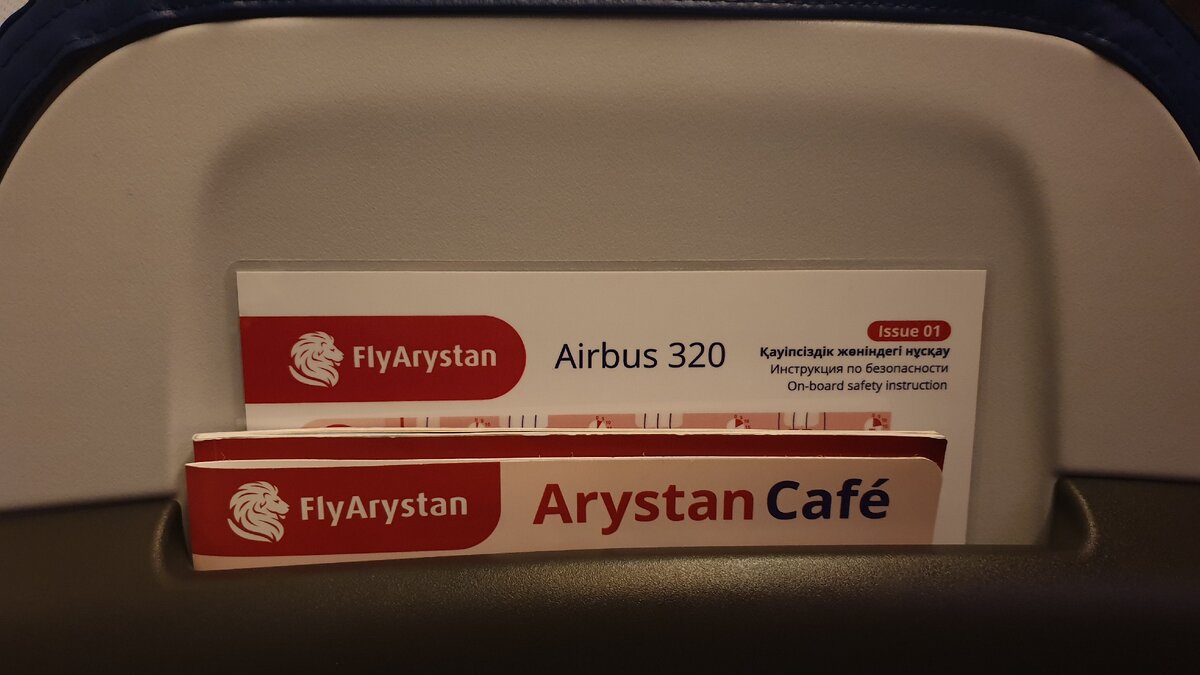 FlyArystan
Airbus 320
Issue 01
Қауіпсіздік жөніндегі нұсқау
Инструкция по безопасности
On-board safety instruction
FlyArystan
Arystan Café